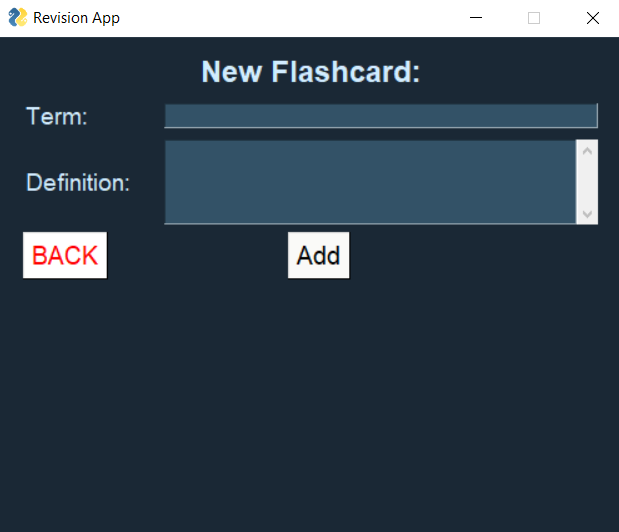 Revision App
New Flashcard:
Term:
Definition:
BACK Add